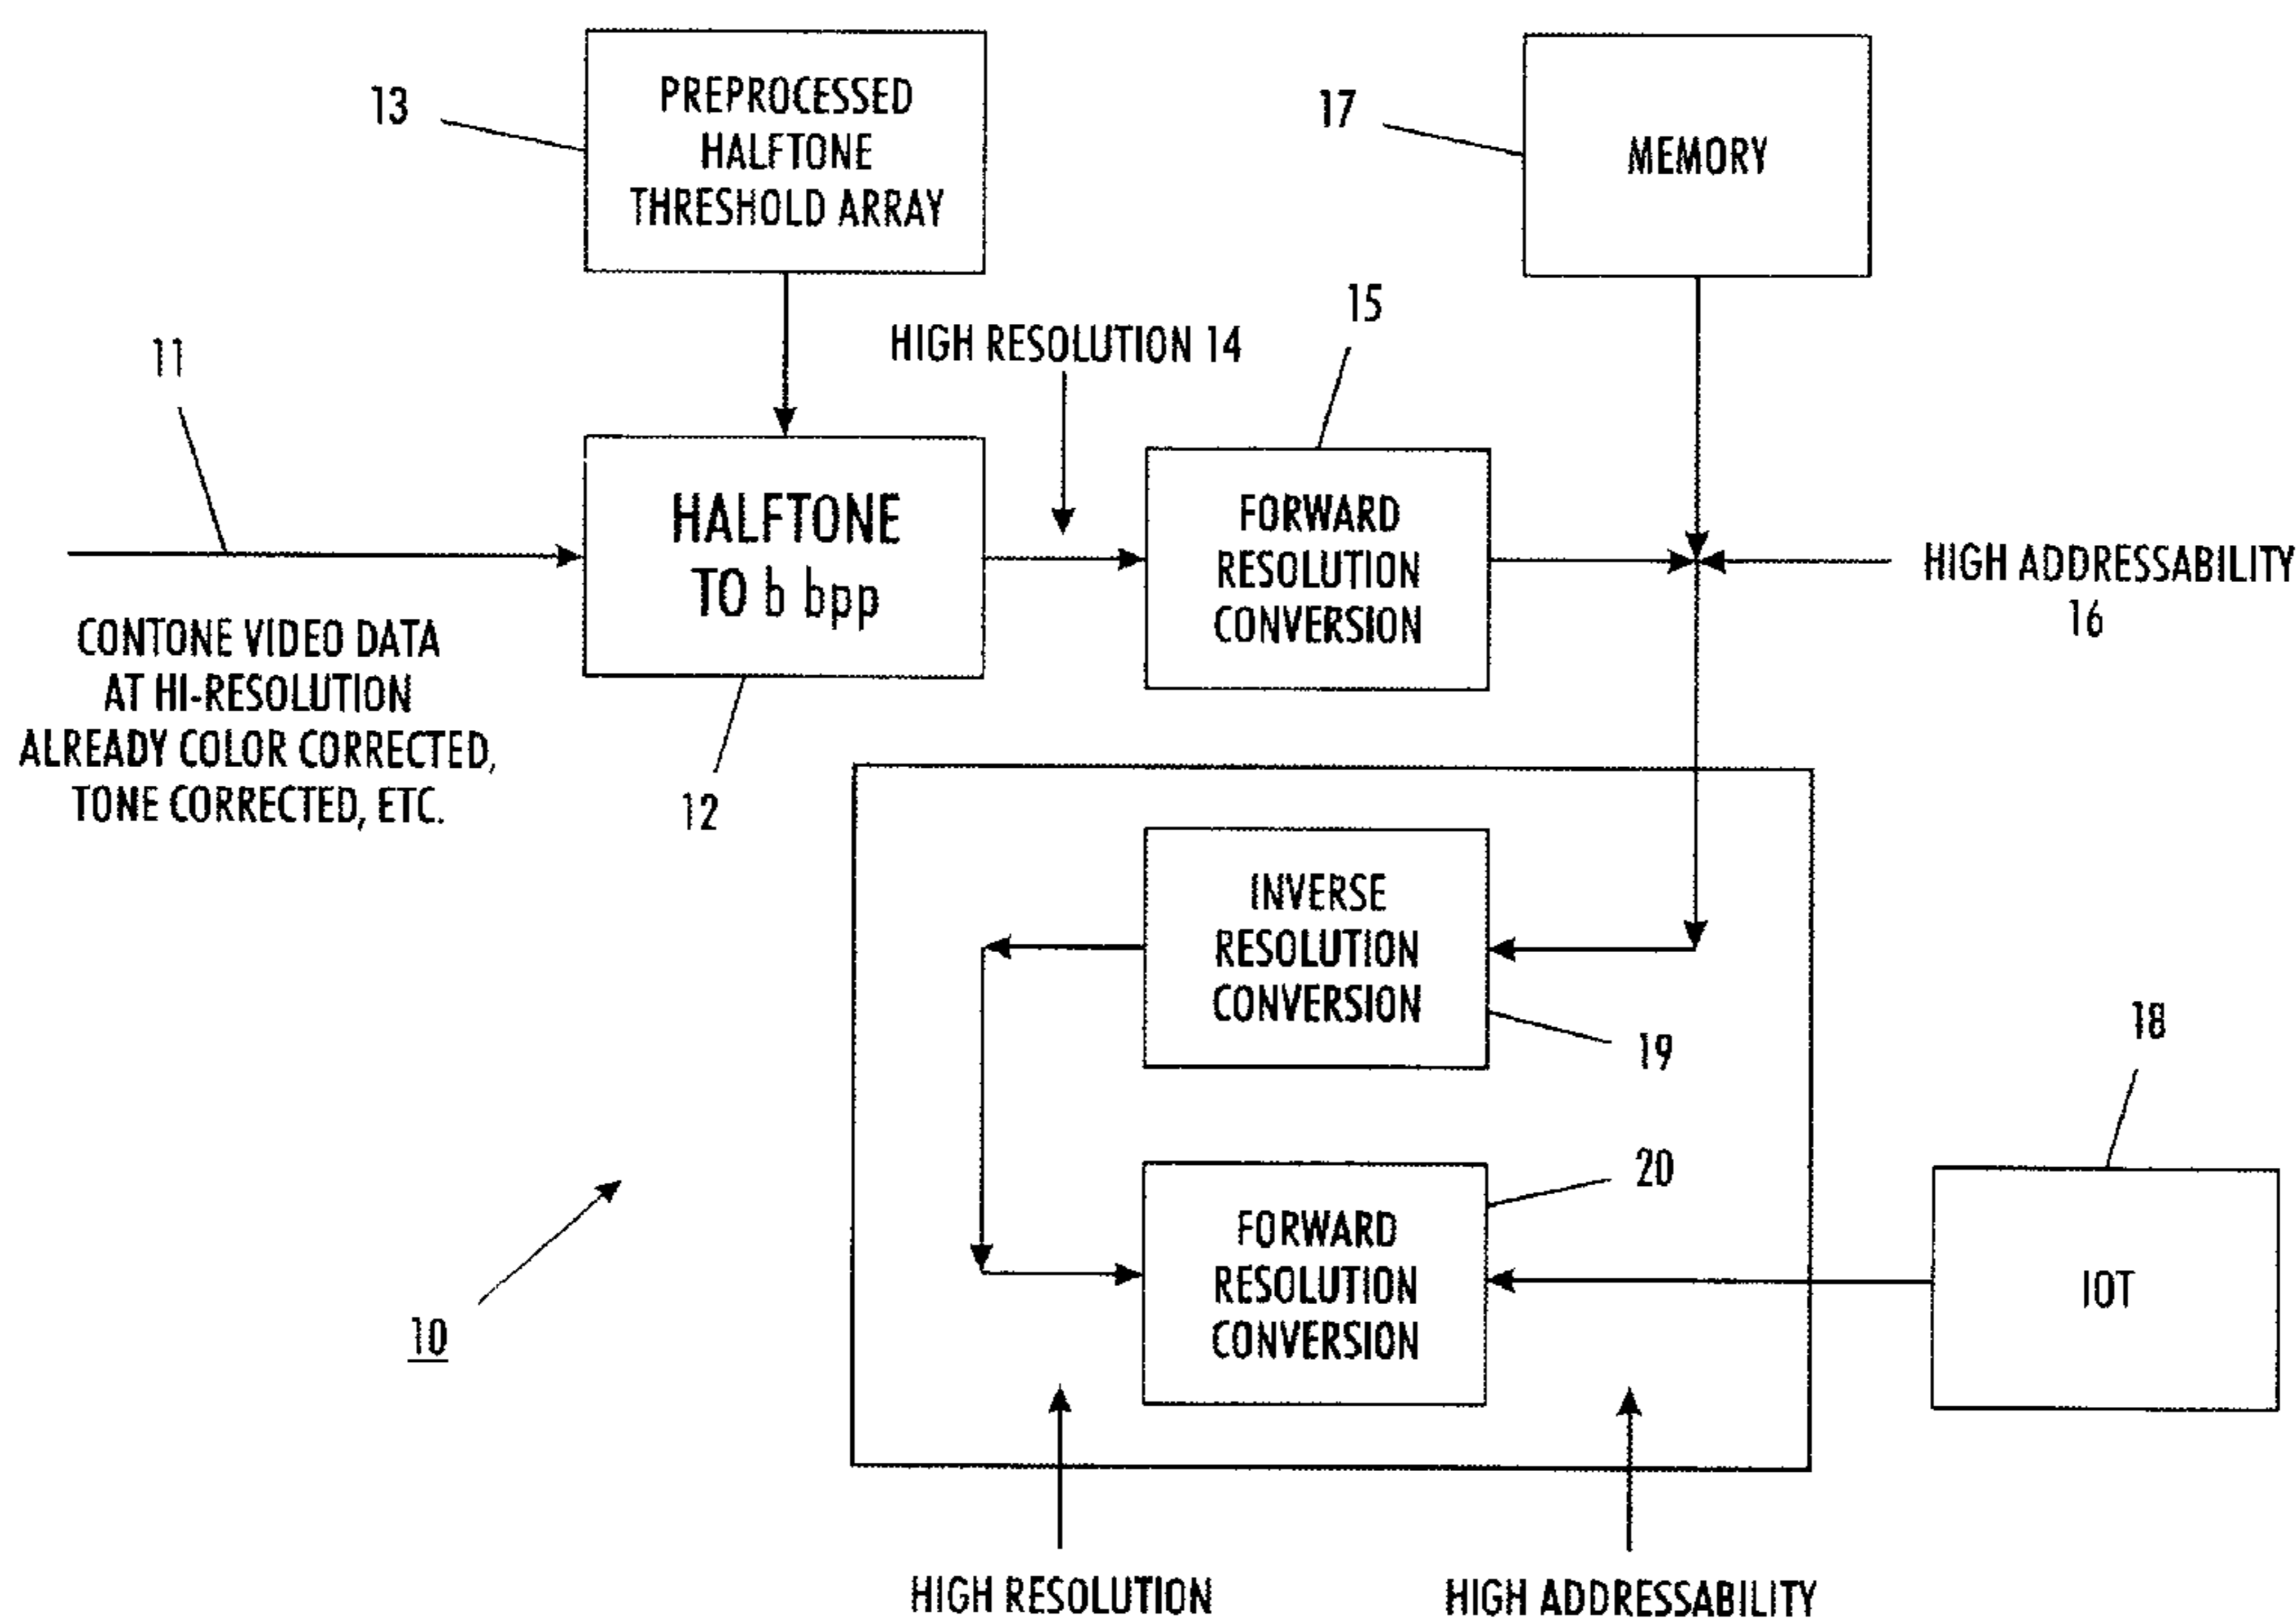 13
PREPROCESSED
HALFTONE
THRESHOLD ARRAY
17
MEMORY
11
HIGH RESOLUTION 14
15
HALFTONE
TO b bpp
FORWARD
RESOLUTION
CONVERSION
HIGH ADDRESSABILITY
16
CONTONE VIDEO DATA
AT HI-RESOLUTION
ALREADY COLOR CORRECTED,
TONE CORRECTED, ETC.
12
INVERSE
RESOLUTION
CONVERSION
19
18
20
FORWARD
RESOLUTION
CONVERSION
IOT
10
HIGH RESOLUTION
HIGH ADDRESSABILITY